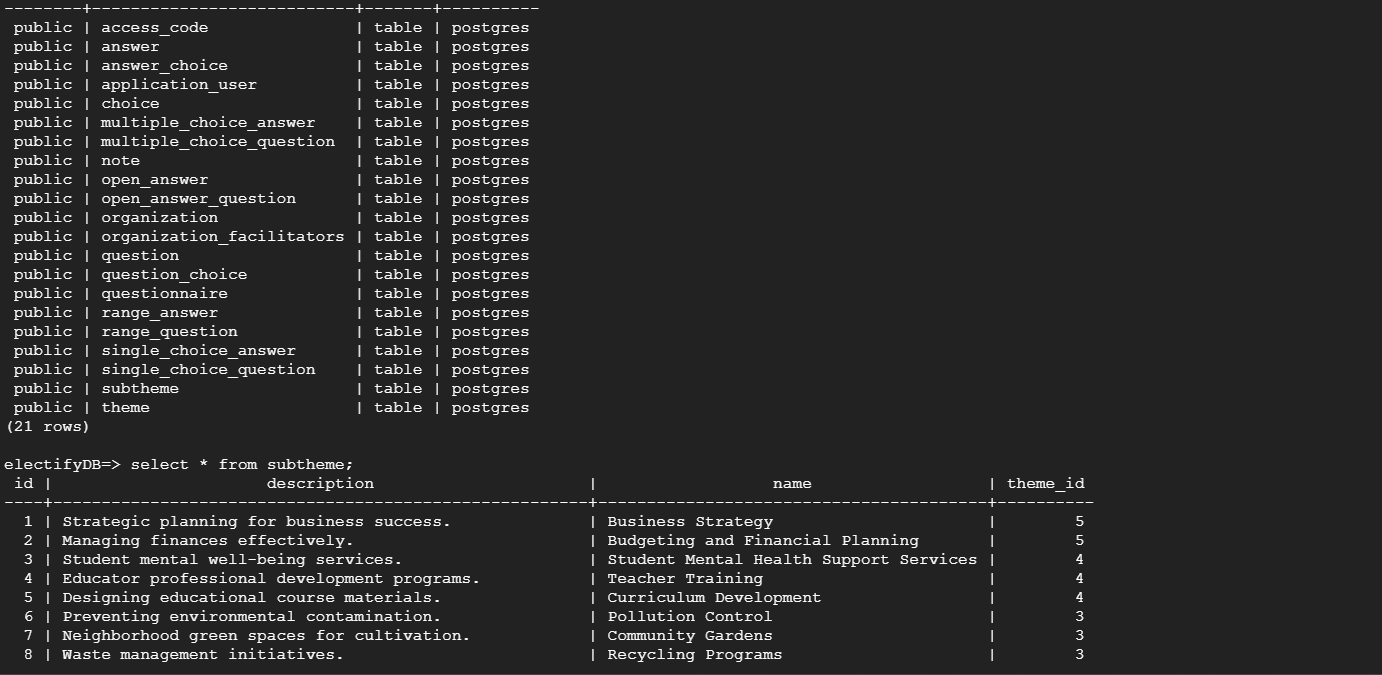 --------+---------------------------+-------+----------
 public | access_code               | table | postgres
 public | answer                    | table | postgres
 public | answer_choice             | table | postgres
 public | application_user          | table | postgres
 public | choice                    | table | postgres
 public | multiple_choice_answer    | table | postgres
 public | multiple_choice_question  | table | postgres
 public | note                      | table | postgres
 public | open_answer               | table | postgres
 public | open_answer_question      | table | postgres
 public | organization              | table | postgres
 public | organization_facilitators | table | postgres
 public | question                  | table | postgres
 public | question_choice           | table | postgres
 public | questionnaire             | table | postgres
 public | range_answer              | table | postgres
 public | range_question            | table | postgres
 public | single_choice_answer      | table | postgres
 public | single_choice_question    | table | postgres
 public | subtheme                  | table | postgres
 public | theme                     | table | postgres
(21 rows)

electifyDB=> select * from subtheme;
 id |                      description                      |                  name                  | theme_id
----+-------------------------------------------------------+----------------------------------------+----------
  1 | Strategic planning for business success.              | Business Strategy                      |        5
  2 | Managing finances effectively.                        | Budgeting and Financial Planning       |        5
  3 | Student mental well-being services.                   | Student Mental Health Support Services |        4
  4 | Educator professional development programs.           | Teacher Training                       |        4
  5 | Designing educational course materials.               | Curriculum Development                 |        4
  6 | Preventing environmental contamination.               | Pollution Control                      |        3
  7 | Neighborhood green spaces for cultivation.            | Community Gardens                      |        3
  8 | Waste management initiatives.                         | Recycling Programs                     |        3